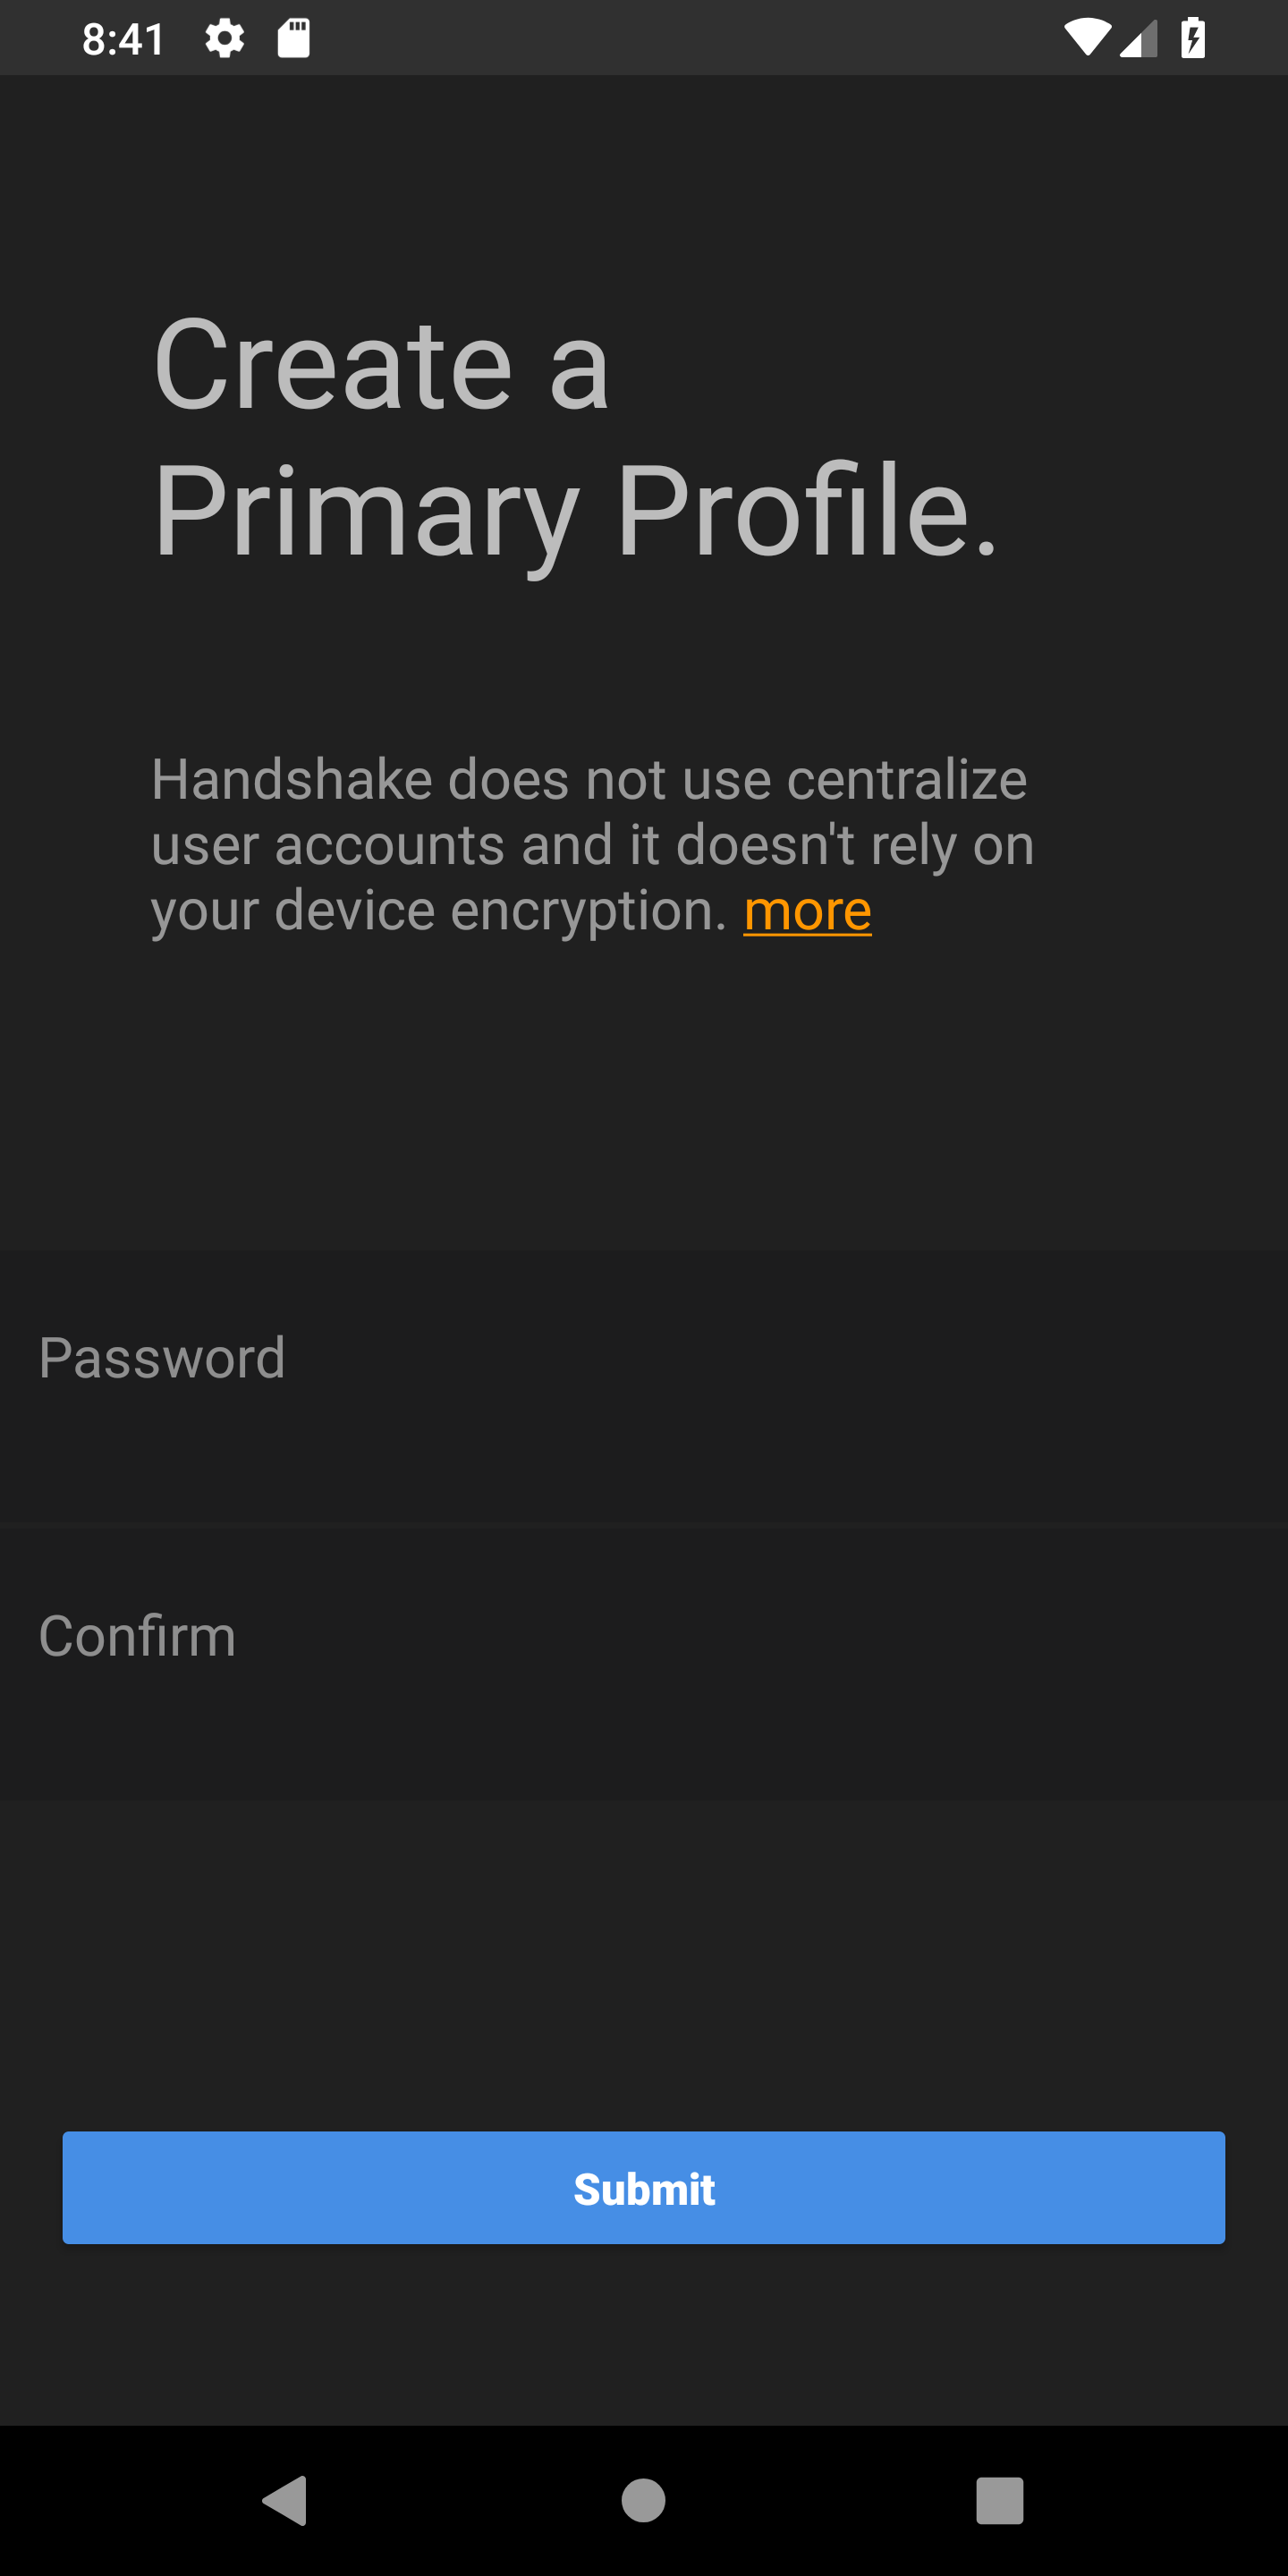 8:41
Create a
Primary Profile.
Handshake does not use centralize
user accounts and it doesn't rely on
your device encryption. more
Password
Confirm
Submit